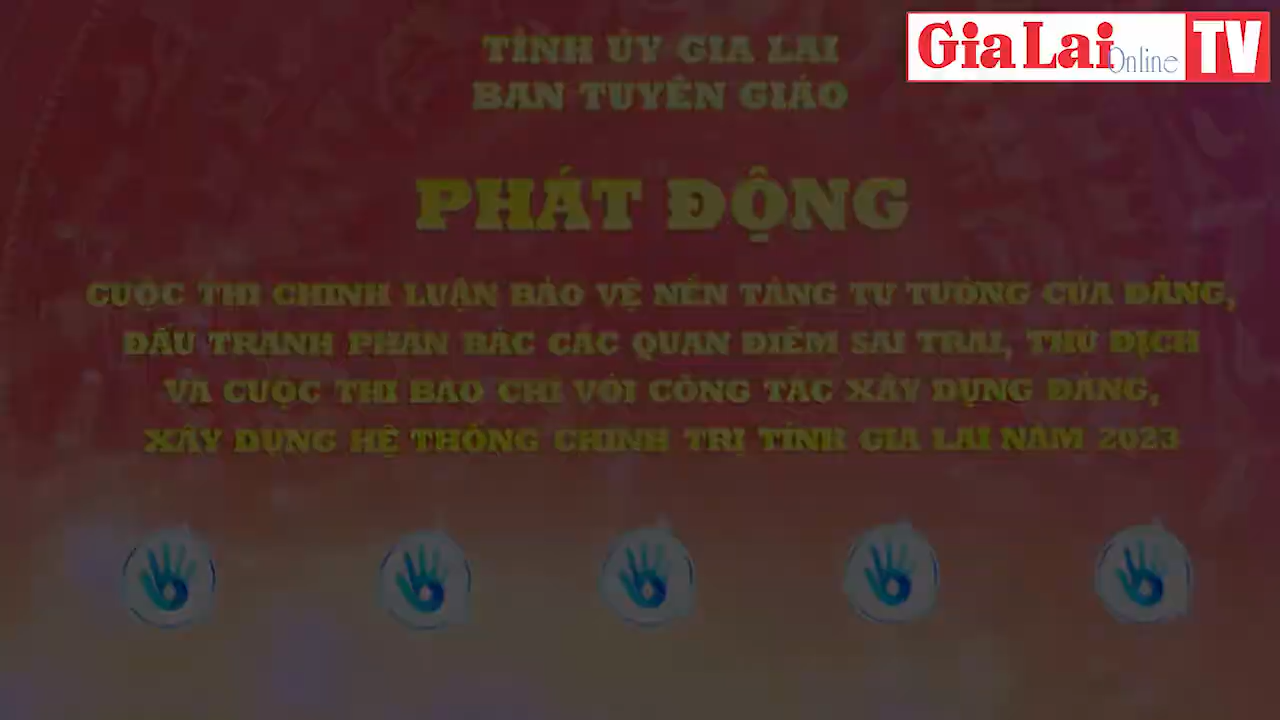 Gia Lai Online TV
TỈNH ỦY GIA LAI
BAN TUYÊN GIÁO
PHÁT ĐỘNG
CUỘC THI CHÍNH LUẬN BẢO VỆ NỀN TẢNG TƯ TƯỞNG CỦA ĐẢNG,
ĐẤU TRANH PHẢN BÁC CÁC QUAN ĐIỂM SAI TRÁI, THÙ ĐỊCH
VÀ CUỘC THI BÁO CHÍ VỚI CÔNG TÁC XÂY DỰNG ĐẢNG,
XÂY DỰNG HỆ THỐNG CHÍNH TRỊ TỈNH GIA LAI NĂM 2023